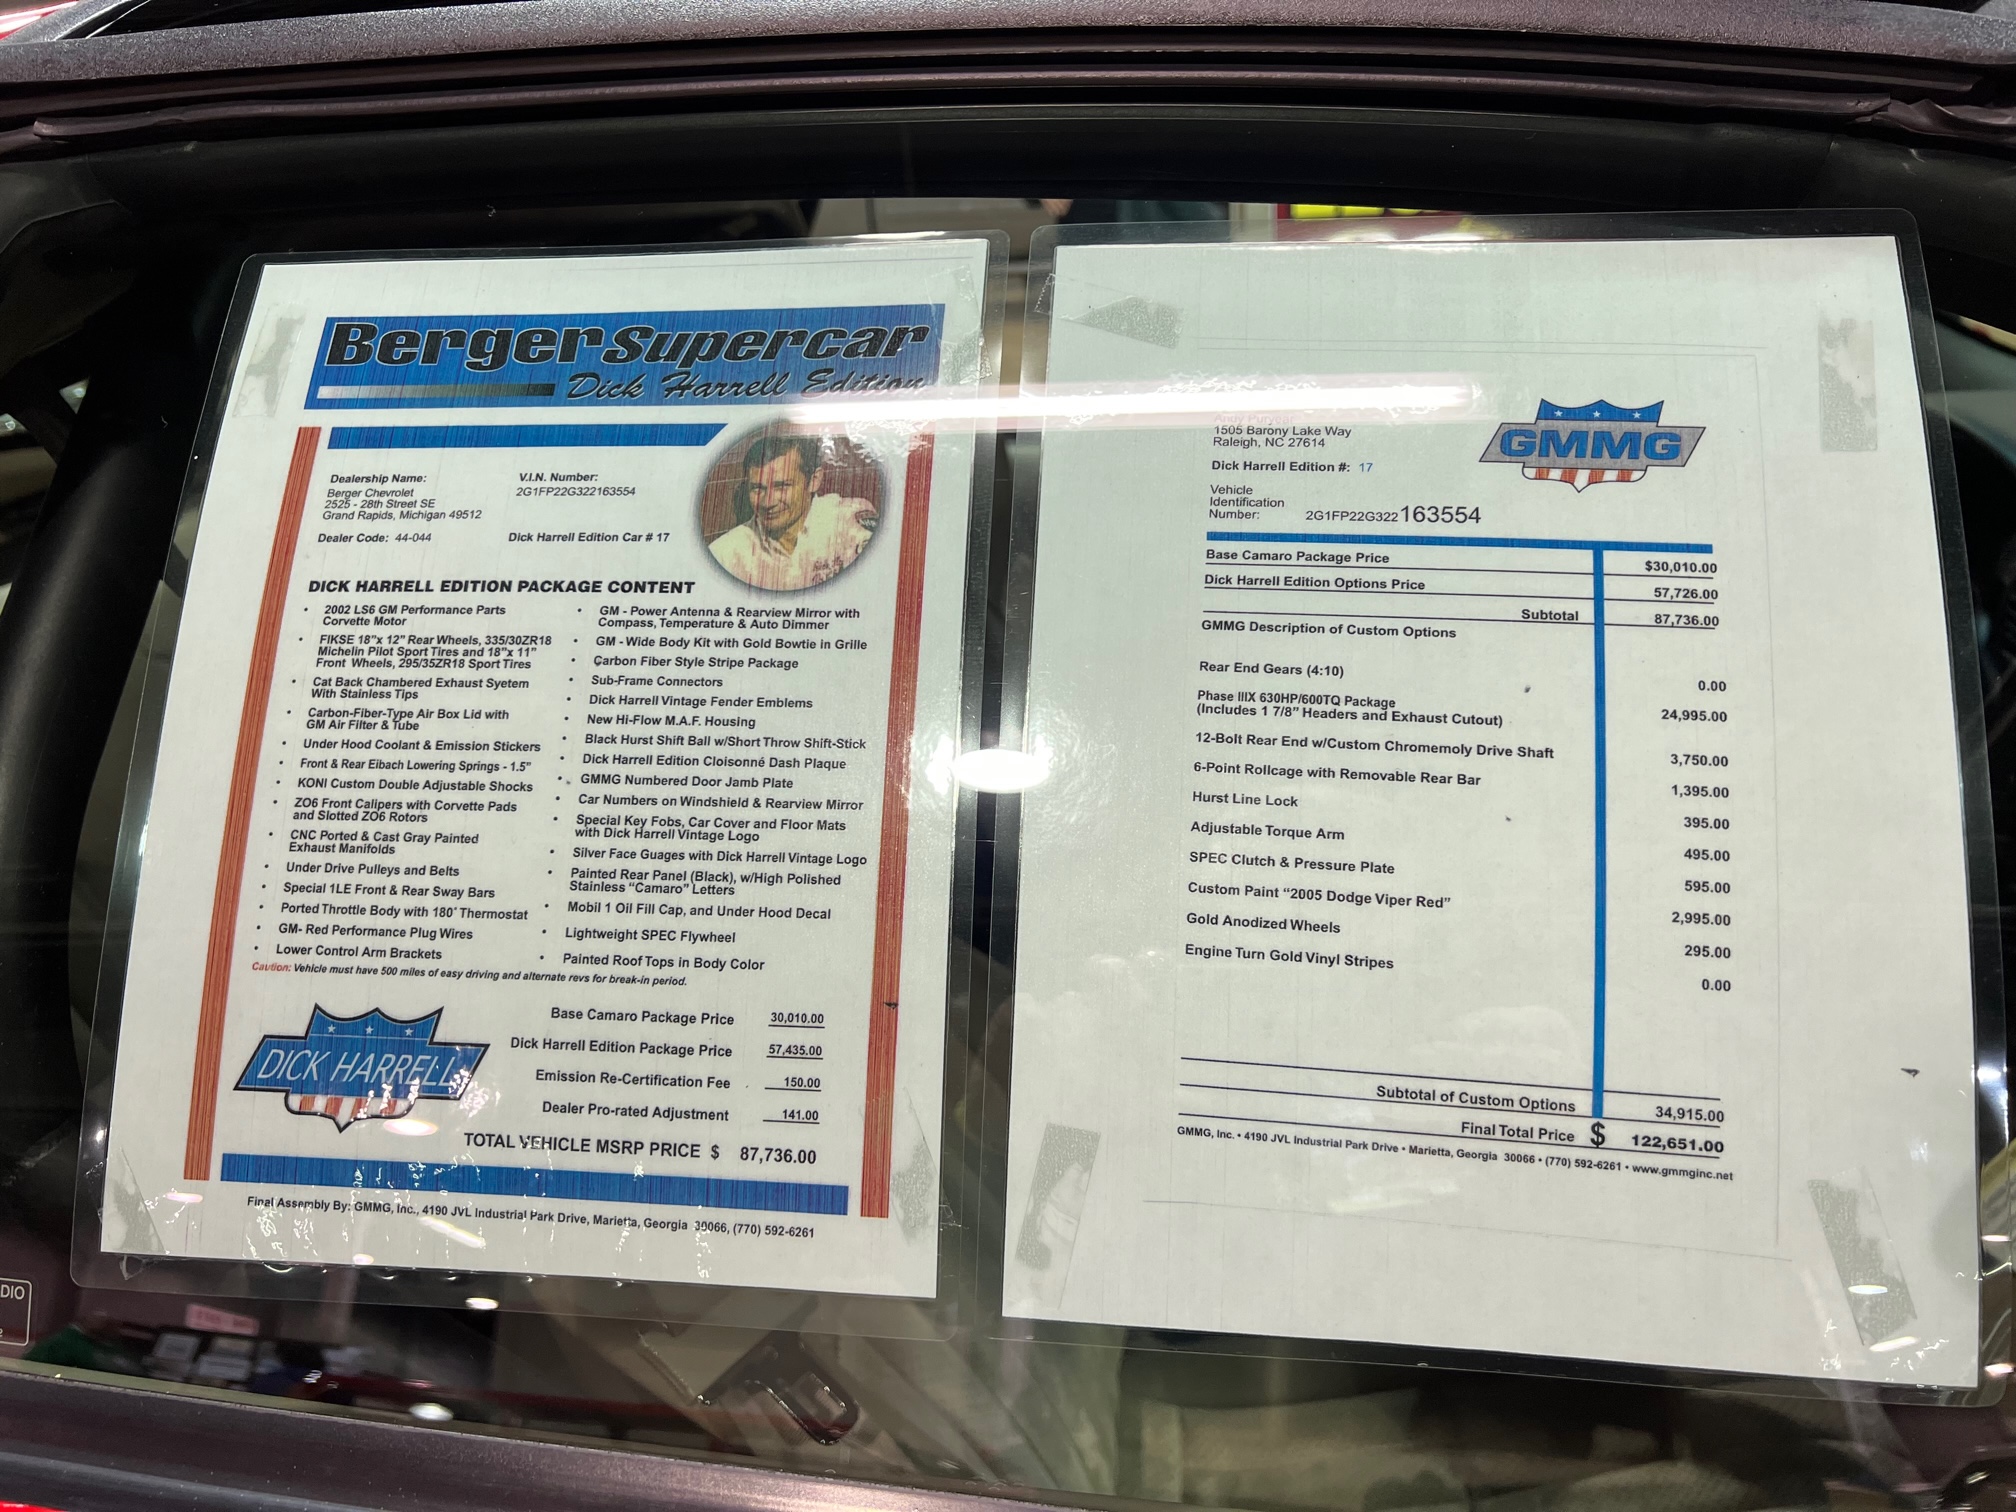 Berger Supercar
Dick Harrell Edition
Dealership Name:
Berger Chevrolet
2525 - 28th Street SE
Grand Rapids, Michigan 49512
Dealer Code: 44-044
V.I.N. Number:
2G1FP22G322163554
Dick Harrell Edition Car # 17
DICK HARRELL EDITION PACKAGE CONTENT
• 2002 LS6 GM Performance Parts
Corvette Motor
• FIKSE 18"x 12" Rear Wheels, 335/30ZR18
Michelin Pilot Sport Tires and 18"x 11"
Front Wheels, 295/35ZR18 Sport Tires
• Cat Back Chambered Exhaust Syetem
With Stainless Tips
• Carbon-Fiber-Type Air Box Lid with
GM Air Filter & Tube
• Under Hood Coolant & Emission Stickers
• Front & Rear Eibach Lowering Springs - 1.5"
• KONI Custom Double Adjustable Shocks
• ZO6 Front Calipers with Corvette Pads
and Slotted ZO6 Rotors
• CNC Ported & Cast Gray Painted
Exhaust Manifolds
• Under Drive Pulleys and Belts
• Special 1LE Front & Rear Sway Bars
• Ported Throttle Body with 180° Thermostat
• GM- Red Performance Plug Wires
• Lower Control Arm Brackets
• GM - Power Antenna & Rearview Mirror with
Compass, Temperature & Auto Dimmer
• GM - Wide Body Kit with Gold Bowtie in Grille
• Carbon Fiber Style Stripe Package
• Sub-Frame Connectors
• Dick Harrell Vintage Fender Emblems
• New Hi-Flow M.A.F. Housing
• Black Hurst Shift Ball w/Short Throw Shift-Stick
• Dick Harrell Edition Cloisonné Dash Plaque
• GMMG Numbered Door Jamb Plate
• Car Numbers on Windshield & Rearview Mirror
• Special Key Fobs, Car Cover and Floor Mats
with Dick Harrell Vintage Logo
• Silver Face Guages with Dick Harrell Vintage Logo
• Painted Rear Panel (Black), w/High Polished
Stainless "Camaro" Letters
• Mobil 1 Oil Fill Cap, and Under Hood Decal
• Lightweight SPEC Flywheel
• Painted Roof Tops in Body Color
Caution: Vehicle must have 500 miles of easy driving and alternate revs for break-in period.
DICK HARRELL
Base Camaro Package Price 30,010.00
Dick Harrell Edition Package Price 57,435.00
Emission Re-Certification Fee 150.00
Dealer Pro-rated Adjustment 141.00
TOTAL VEHICLE MSRP PRICE $ 87,736.00
Final Assembly By: GMMG, Inc., 4190 JVL Industrial Park Drive, Marietta, Georgia 30066, (770) 592-6261
1505 Barony Lake Way
Raleigh, NC 27614
GMMG
Dick Harrell Edition #: 17
Vehicle
Identification
Number: 2G1FP22G322163554
Base Camaro Package Price $30,010.00
Dick Harrell Edition Options Price 57,726.00
Subtotal 87,736.00
GMMG Description of Custom Options
Rear End Gears (4:10) 0.00
Phase IIIX 630HP/600TQ Package
(Includes 1 7/8" Headers and Exhaust Cutout) 24,995.00
12-Bolt Rear End w/Custom Chromemoly Drive Shaft 3,750.00
6-Point Rollcage with Removable Rear Bar 1,395.00
Hurst Line Lock 395.00
Adjustable Torque Arm 495.00
SPEC Clutch & Pressure Plate 595.00
Custom Paint "2005 Dodge Viper Red" 2,995.00
Gold Anodized Wheels 295.00
Engine Turn Gold Vinyl Stripes 0.00
Subtotal of Custom Options 34,915.00
Final Total Price $ 122,651.00
GMMG, Inc. • 4190 JVL Industrial Park Drive • Marietta, Georgia 30066 • (770) 592-6261 • www.gmmginc.net